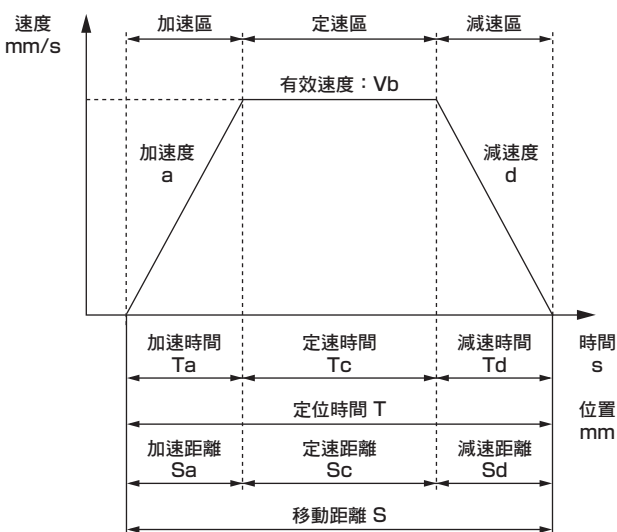 速度
mm/s
加速區
定速區
減速區
有效速度：Vb
加速度
a
減速度
d
加速時間
Ta
定速時間
Tc
減速時間
Td
時間
s
定位時間 T
位置
mm
加速距離
Sa
定速距離
Sc
減速距離
Sd
移動距離 S